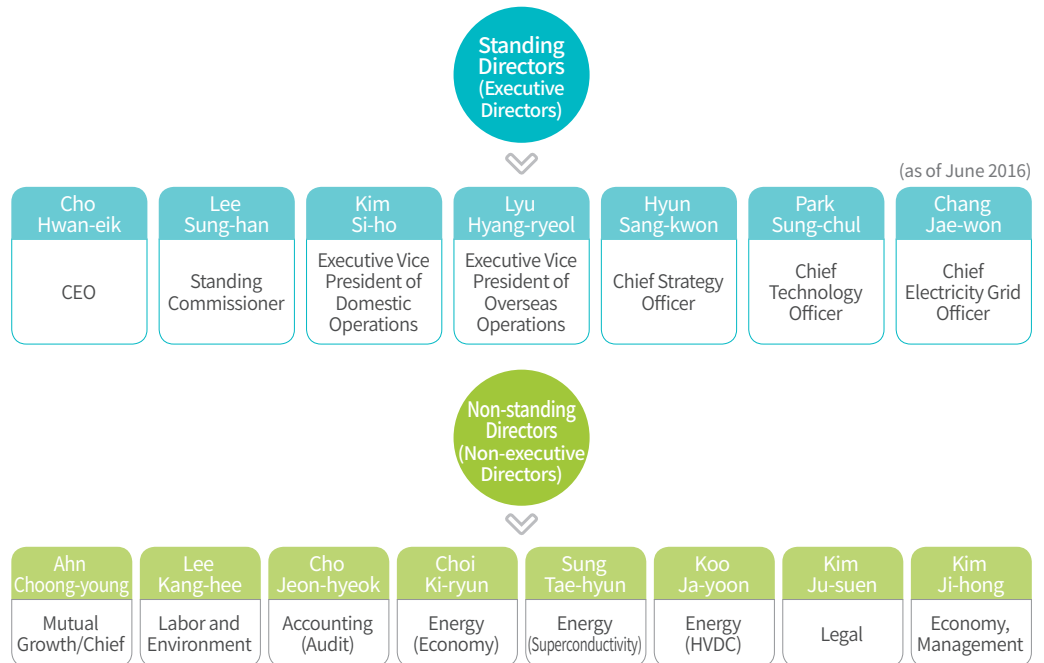 Standing
Directors
(Executive
Directors)
(as of June 2016)
Cho
Hwan-eik
CEO
Lee
Sung-han
Standing
Commissioner
Kim
Si-ho
Executive Vice
President of
Domestic
Operations
Lyu
Hyang-ryeol
Executive Vice
President of
Overseas
Operations
Hyun
Sang-kwon
Chief Strategy
Officer
Park
Sung-chul
Chief
Technology
Officer
Chang
Jae-won
Chief
Electricity Grid
Officer
Non-standing
Directors
(Non-executive
Directors)
Ahn
Choong-young
Mutual
Growth/Chief
Lee
Kang-hee
Labor and
Environment
Cho
Jeon-hyeok
Accounting
(Audit)
Choi
Ki-ryun
Energy
(Economy)
Sung
Tae-hyun
Energy
(Superconductivity)
Koo
Ja-yoon
Energy
(HVDC)
Kim
Ju-suen
Legal
Kim
Ji-hong
Economy,
Management